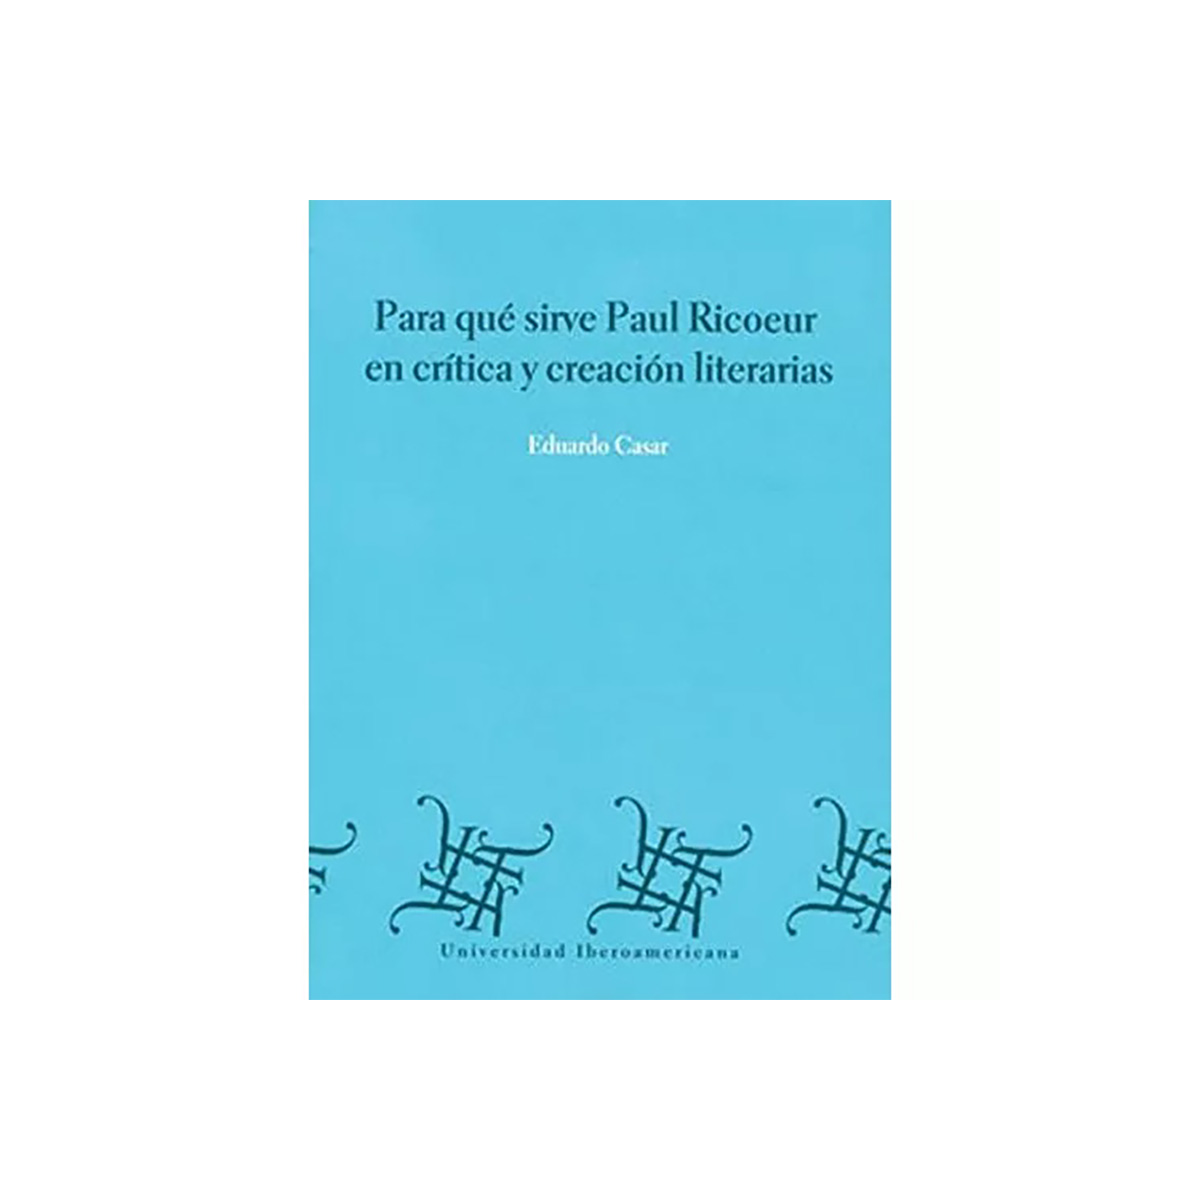 Para qué sirve Paul Ricoeur
en crítica y creación literarias
Eduardo Casar
Universidad Iberoamericana